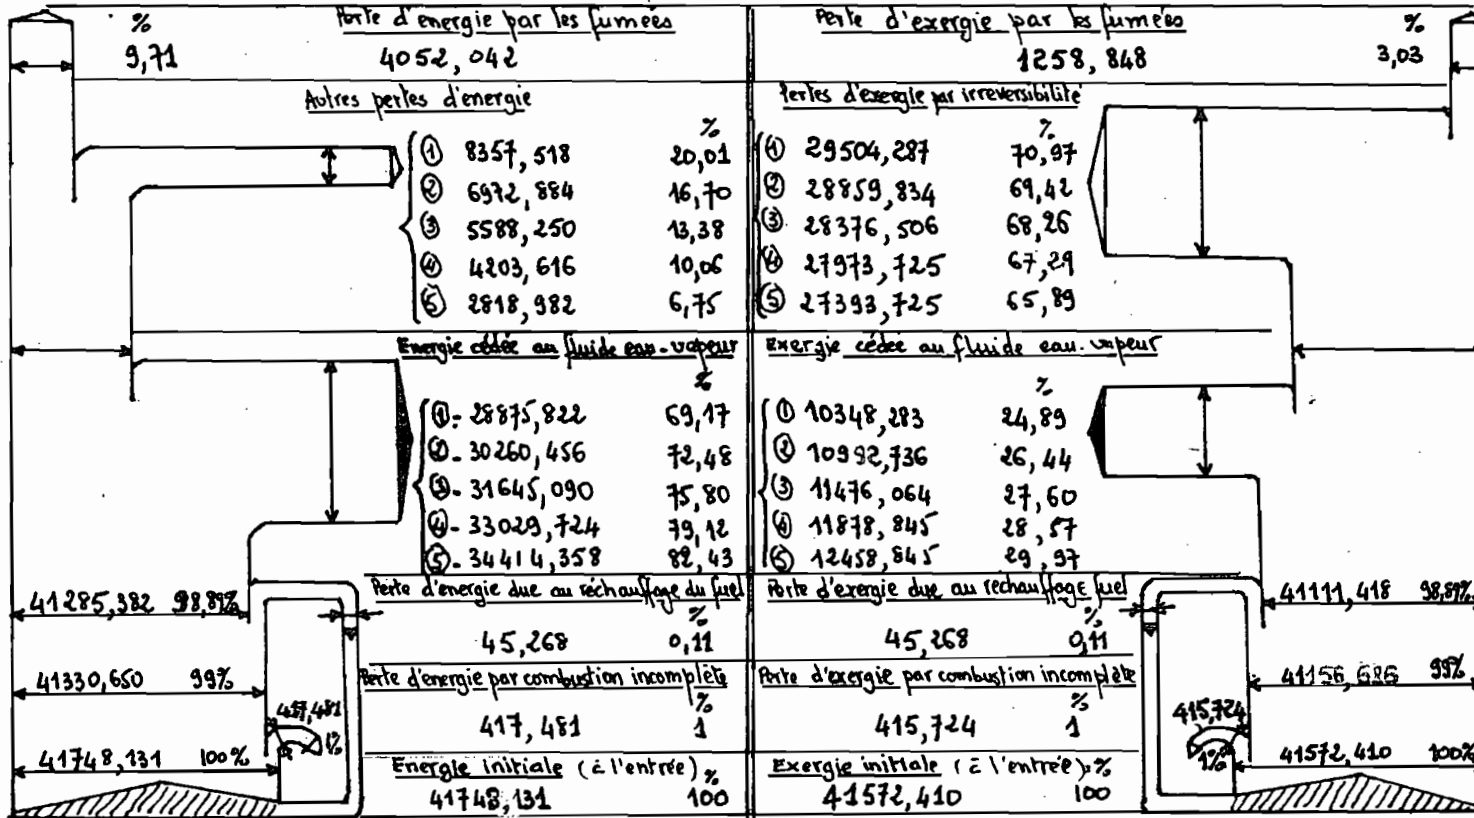 Perte d'energie par les fumées
% 
9,71 4052,042
Autres pertes d'énergie
%
① 8357,518 20,01
② 6972,884 16,70
③ 5588,250 13,38
④ 4203,616 10,06
⑤ 2818,982 6,75
Energie cédée au fluide eau-vapeur
%
①- 28875,822 69,17
②- 30260,456 72,48
③- 31645,090 75,80
④- 33029,724 79,12
⑤- 34414,358 82,43
Perte d'énergie due au réchauffage du fuel
%
41285,382 98,89%
45,268 0,11
41330,650 99%
Perte d'énergie par combustion incomplète
%
417,481 1
417,481
1%
41748,131 100%
Energie initiale (à l'entrée) %
41748,131 100
Perte d'exergie par les fumées
%
1258,848 3,03
Pertes d'exergie par irreversibilité
%
① 29504,287 70,97
② 28859,834 69,42
③ 28376,506 68,26
④ 27973,725 67,29
⑤ 27393,725 65,89
Exergie cédée au fluide eau-vapeur
%
① 10348,283 24,89
② 10992,736 26,44
③ 11476,064 27,60
④ 11878,845 28,57
⑤ 12458,845 29,97
Perte d'exergie due au rechauffage fuel
%
45,268 0,11
41111,418 98,89%
Perte d'exergie par combustion incomplète
%
415,724 1
41156,686 99%
415,724
1%
41572,410 100%
Exergie initiale (à l'entrée) %
41572,410 100